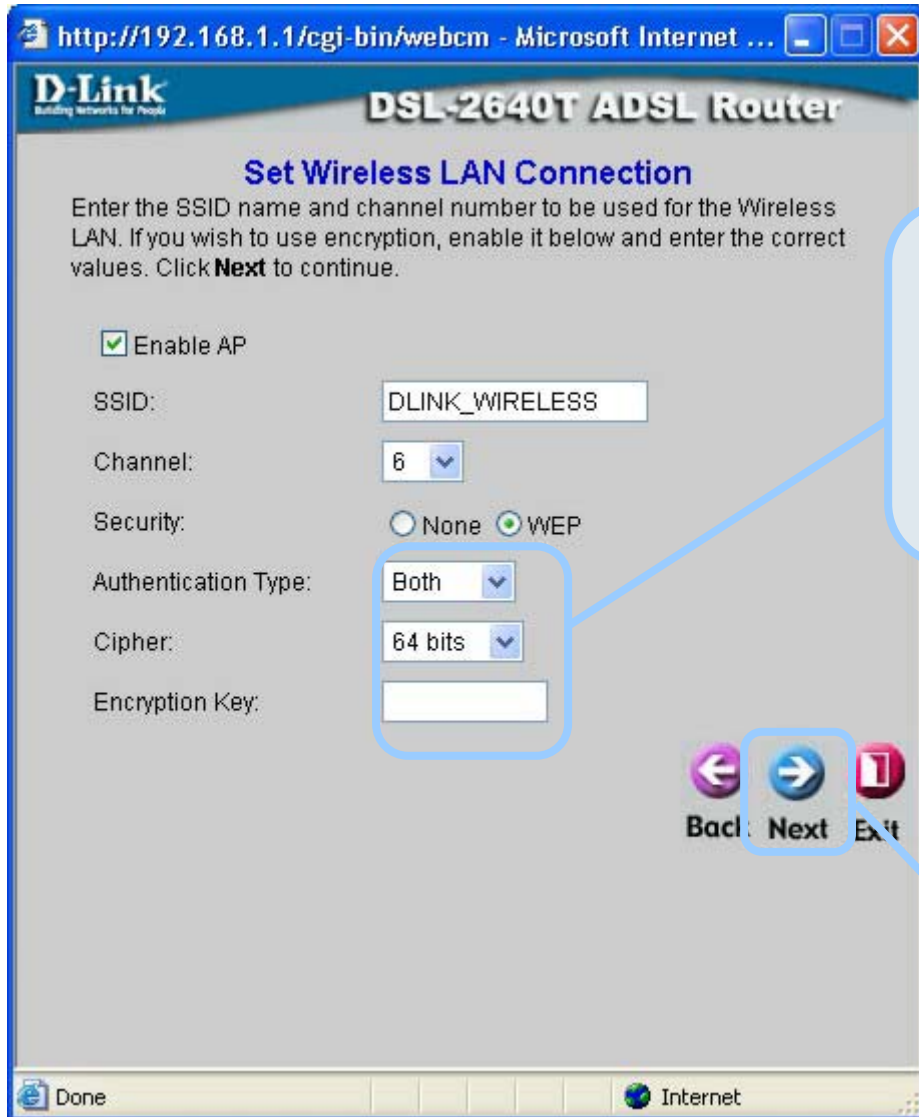 http://192.168.1.1/cgi-bin/webcm - Microsoft Internet ...
D-Link
Building Networks for People
DSL-2640T ADSL Router
Set Wireless LAN Connection
Enter the SSID name and channel number to be used for the Wireless
LAN. If you wish to use encryption, enable it below and enter the correct
values. Click Next to continue.
Enable AP
SSID: DLINK_WIRELESS
Channel: 6
Security: None WEP
Authentication Type: Both
Cipher: 64 bits
Encryption Key:
Back Next Exit
Done Internet